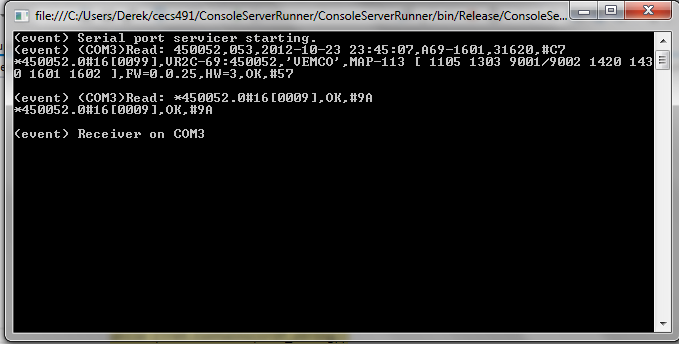 file:///C:/Users/Derek/cecs491/ConsoleServerRunner/ConsoleServerRunner/bin/Release/ConsoleSe...
(event) Serial port servicer starting.
(event) (COM3)Read: 450052,053,2012-10-23 23:45:07,A69-1601,31620,#C7
*450052.0#16[0099],VR2C-69:450052,'VEMCO',MAP-113 [ 1105 1303 9001/9002 1420 143
0 1601 1602 ],FW=0.0.25,HW=3,OK,#57
(event) (COM3)Read: *450052.0#16[0009],OK,#9A
*450052.0#16[0009],OK,#9A
(event) Receiver on COM3